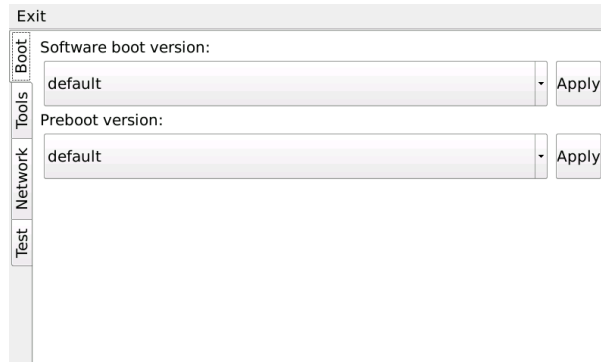 Exit
Boot
Tools
Network
Test
Software boot version:
default
Apply
Preboot version:
default
Apply